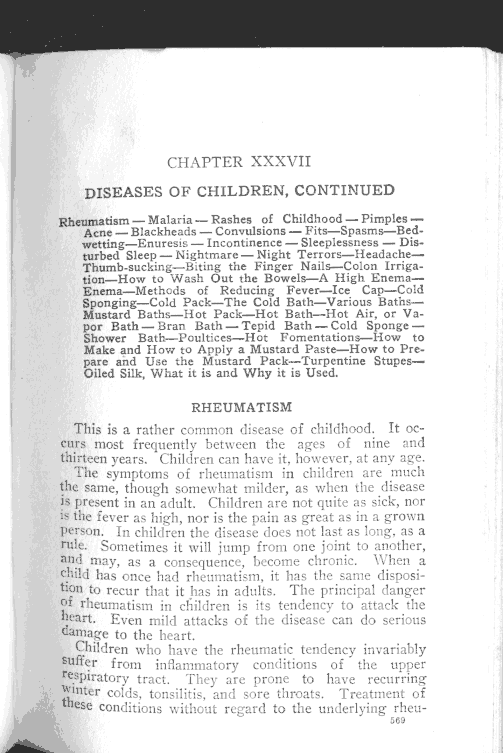 CHAPTER XXXVII
DISEASES OF CHILDREN, CONTINUED
Rheumatism — Malaria — Rashes of Childhood — Pimples —
Acne — Blackheads — Convulsions — Fits—Spasms—Bed-
wetting—Enuresis — Incontinence — Sleeplessness — Dis-
turbed Sleep — Nightmare — Night Terrors—Headache—
Thumb-sucking—Biting the Finger Nails—Colon Irriga-
tion—How to Wash Out the Bowels—A High Enema—
Enema—Methods of Reducing Fever—Ice Cap—Cold
Sponging—Cold Pack—The Cold Bath—Various Baths—
Mustard Baths—Hot Pack—Hot Bath—Hot Air, or Va-
por Bath — Bran Bath — Tepid Bath — Cold Sponge —
Shower Bath—Poultices—Hot Fomentations—How to
Make and How to Apply a Mustard Paste—How to Pre-
pare and Use the Mustard Pack—Turpentine Stupes—
Oiled Silk, What it is and Why it is Used.
RHEUMATISM
This is a rather common disease of childhood. It oc-
curs most frequently between the ages of nine and
thirteen years. Children can have it, however, at any age.
The symptoms of rheumatism in children are much
the same, though somewhat milder, as when the disease
is present in an adult. Children are not quite as sick, nor
is the fever as high, nor is the pain as great as in a grown
person. In children the disease does not last as long, as a
rule. Sometimes it will jump from one joint to another,
and may, as a consequence, become chronic. When a
child has once had rheumatism, it has the same disposi-
tion to recur that it has in adults. The principal danger
of rheumatism in children is its tendency to attack the
heart. Even mild attacks of the disease can do serious
damage to the heart.
Children who have the rheumatic tendency invariably
suffer from inflammatory conditions of the upper
respiratory tract. They are prone to have recurring
winter colds, tonsilitis, and sore throats. Treatment of
these conditions without regard to the underlying rheu-
569